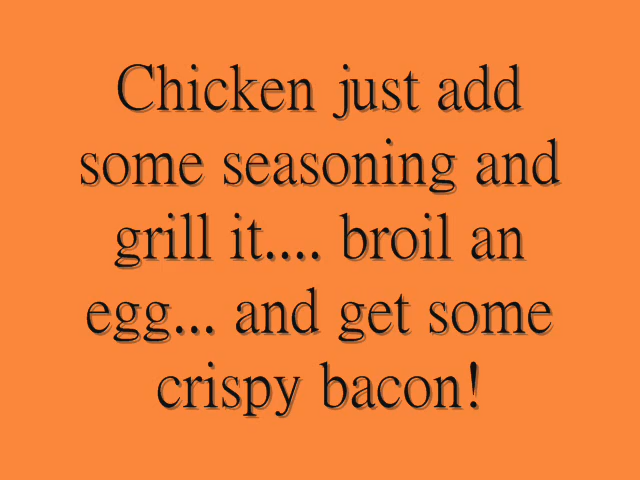 Chicken just add
some seasoning and
grill it.... broil an
egg... and get some
crispy bacon!